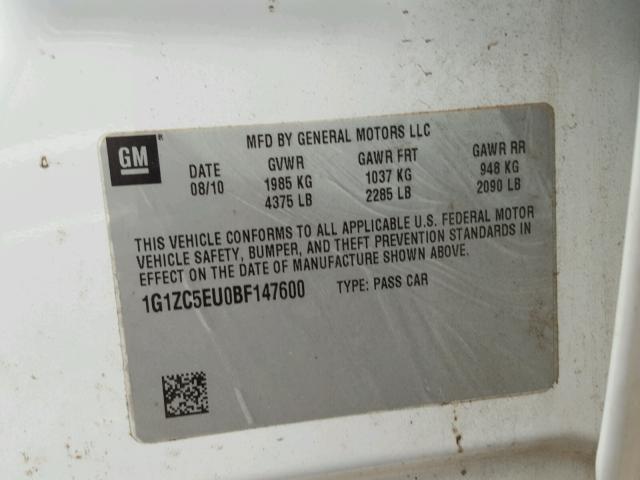 MFD BY GENERAL MOTORS LLC
GM®
DATE GVWR GAWR FRT GAWR RR
08/10 1985 KG 1037 KG 948 KG
4375 LB 2285 LB 2090 LB
THIS VEHICLE CONFORMS TO ALL APPLICABLE U.S. FEDERAL MOTOR
VEHICLE SAFETY, BUMPER, AND THEFT PREVENTION STANDARDS IN
EFFECT ON THE DATE OF MANUFACTURE SHOWN ABOVE.
1G1ZC5EU0BF147600 TYPE: PASS CAR